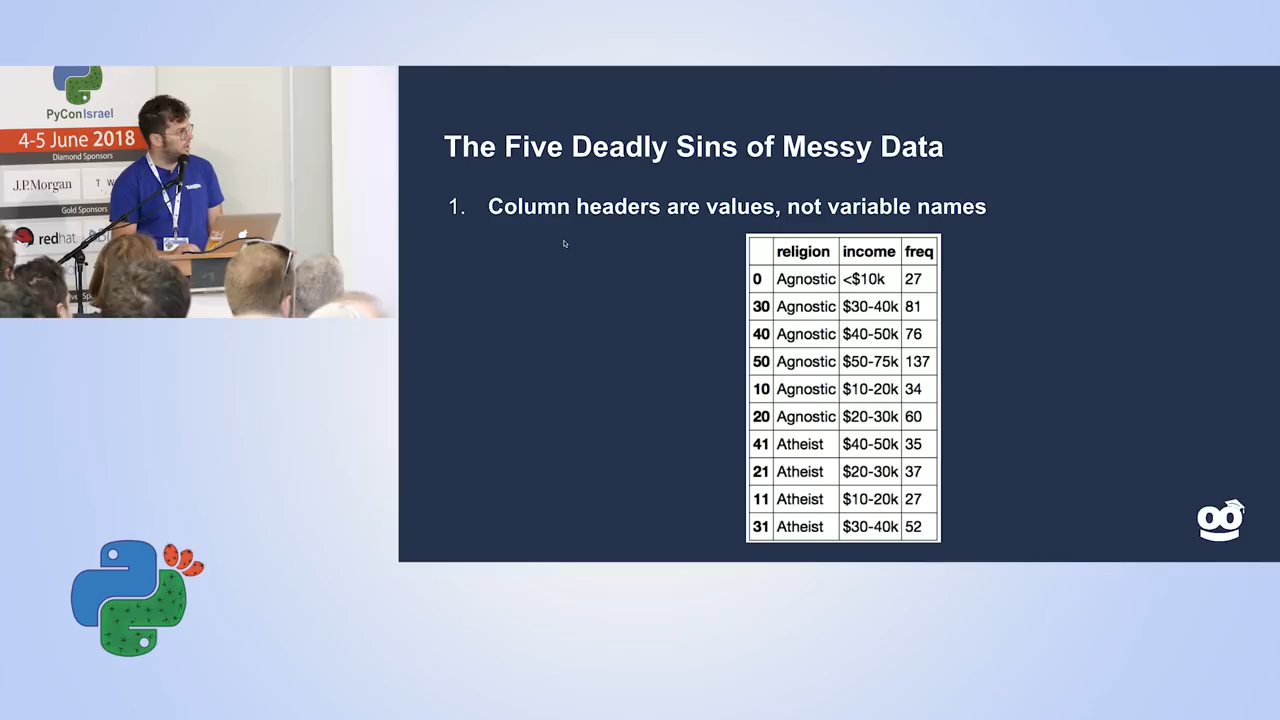 PyConIsrael
4-5 June 2018
Diamond Sponsors
J.P.Morgan
T W
Gold Sponsors
redhat
The Five Deadly Sins of Messy Data
1. Column headers are values, not variable names
religion income freq
0 Agnostic <$10k 27
30 Agnostic $30-40k 81
40 Agnostic $40-50k 76
50 Agnostic $50-75k 137
10 Agnostic $10-20k 34
20 Agnostic $20-30k 60
41 Atheist $40-50k 35
21 Atheist $20-30k 37
11 Atheist $10-20k 27
31 Atheist $30-40k 52